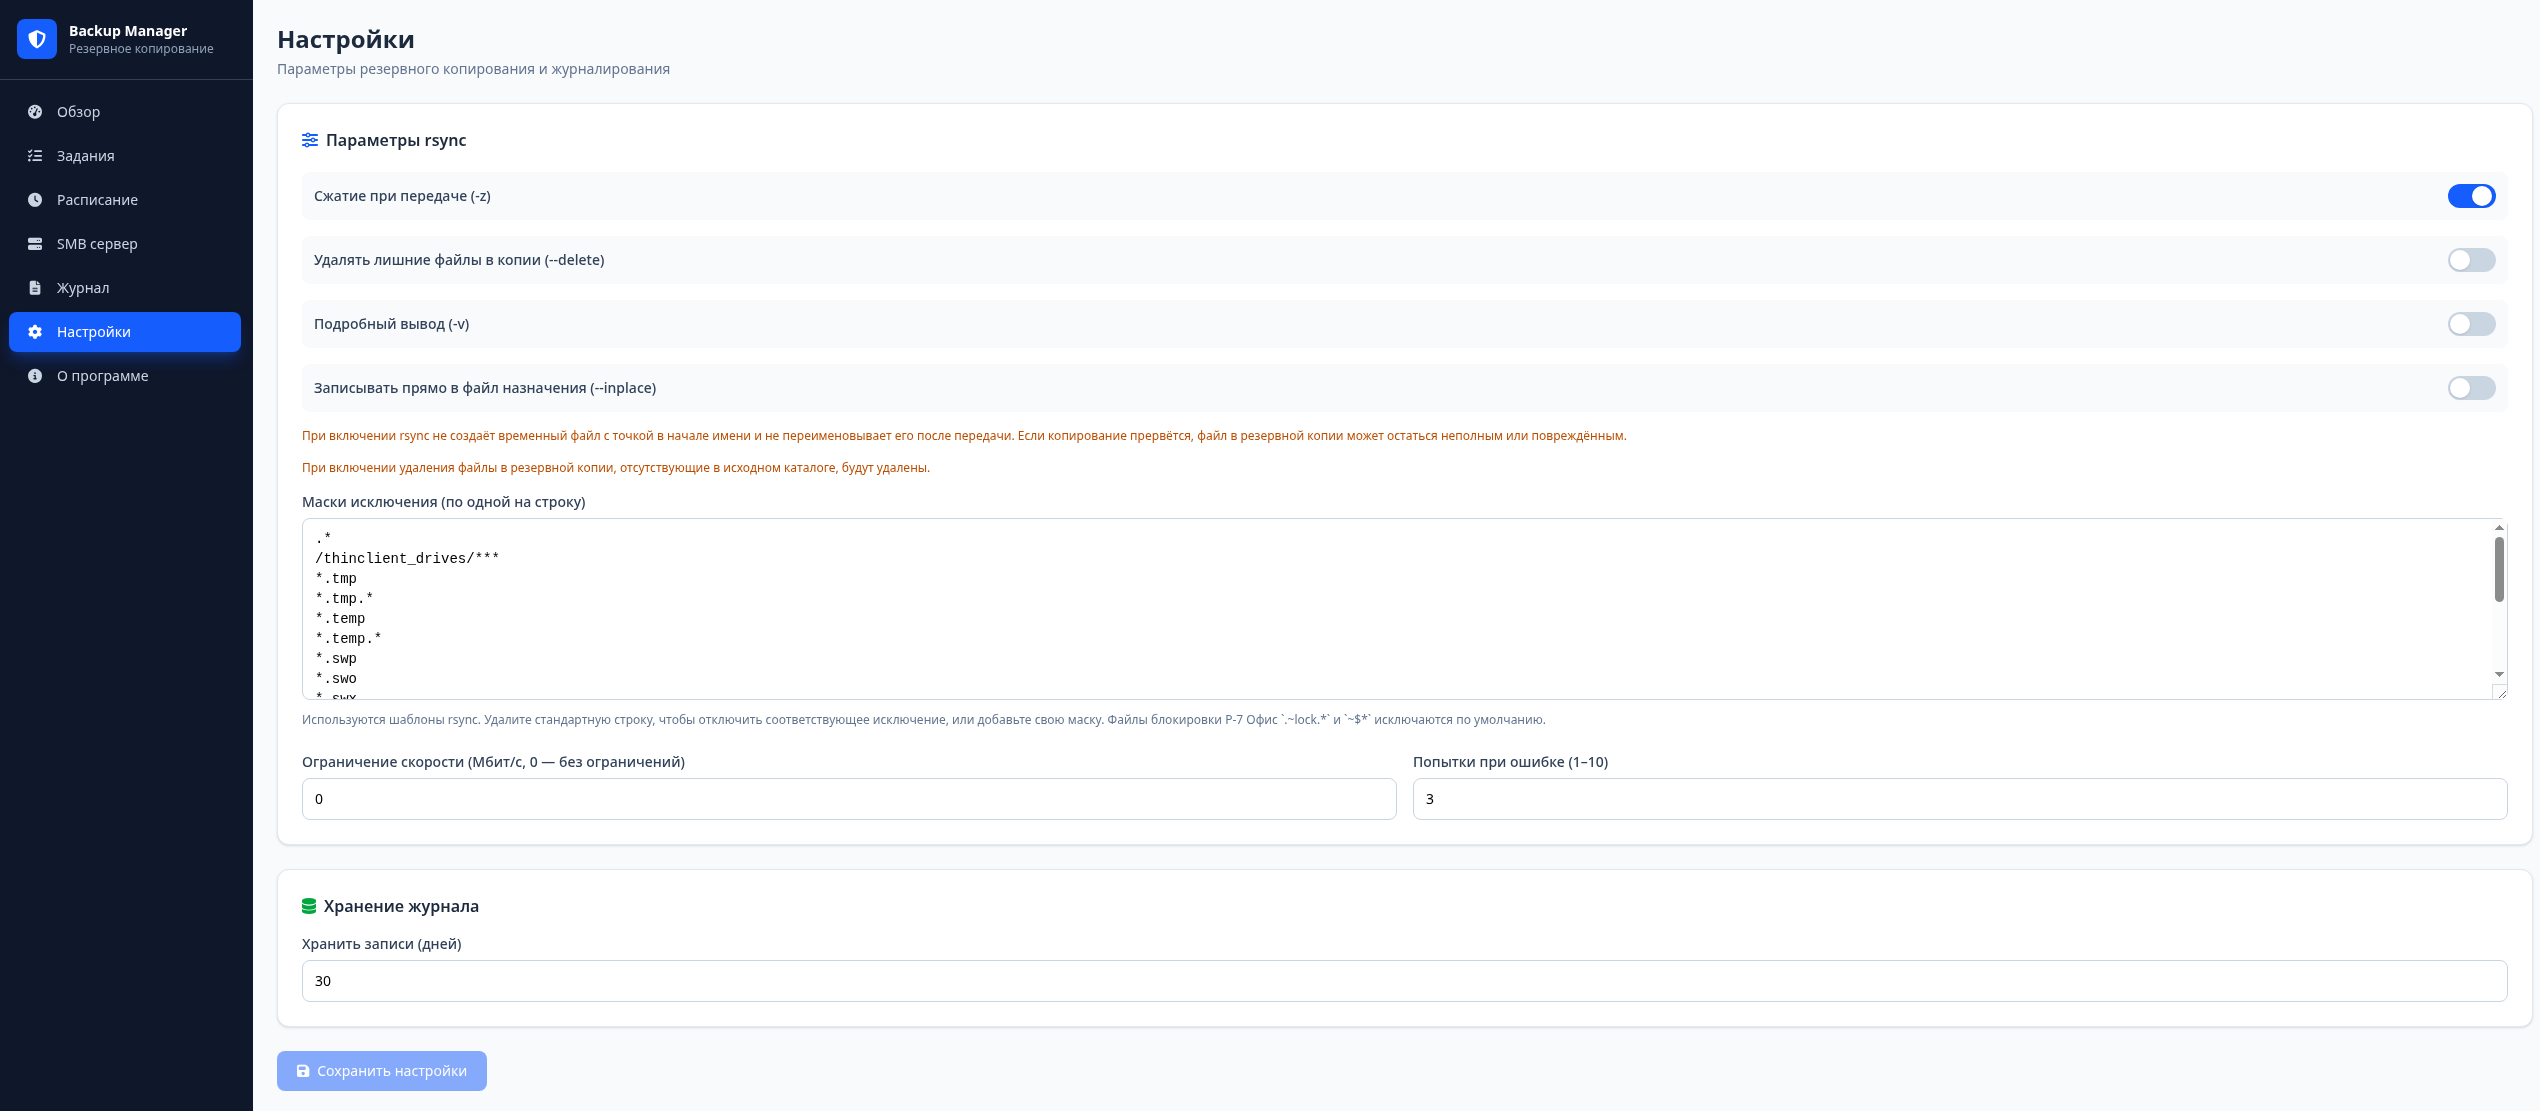 Backup Manager
Резервное копирование
Обзор
Задания
Расписание
SMB сервер
Журнал
Настройки
О программе
Настройки
Параметры резервного копирования и журналирования
Параметры rsync
Сжатие при передаче (-z)
Удалять лишние файлы в копии (--delete)
Подробный вывод (-v)
Записывать прямо в файл назначения (--inplace)
При включении rsync не создаёт временный файл с точкой в начале имени и не переименовывает его после передачи. Если копирование прервётся, файл в резервной копии может остаться неполным или повреждённым.
При включении удаления файлы в резервной копии, отсутствующие в исходном каталоге, будут удалены.
Маски исключения (по одной на строку)
.*
/thinclient_drives/***
*.tmp
*.tmp.*
*.temp
*.temp.*
*.swp
*.swo
*.swx
Используются шаблоны rsync. Удалите стандартную строку, чтобы отключить соответствующее исключение, или добавьте свою маску. Файлы блокировки Р-7 Офис `.~lock.*` и `~$*` исключаются по умолчанию.
Ограничение скорости (Мбит/с, 0 — без ограничений)
0
Попытки при ошибке (1–10)
3
Хранение журнала
Хранить записи (дней)
30
Сохранить настройки